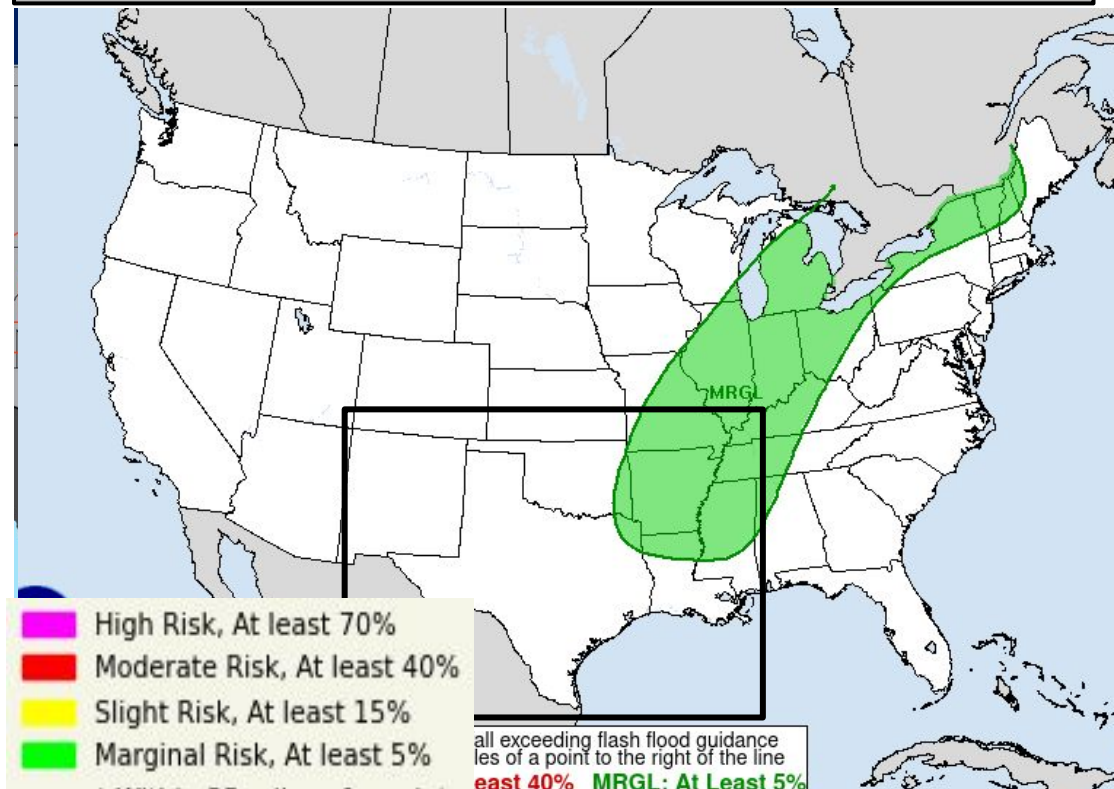 MRGL
High Risk, At least 70%
Moderate Risk, At least 40%
Slight Risk, At least 15%
Marginal Risk, At least 5%
all exceeding flash flood guidance
les of a point to the right of the line
east 40% MRGL: At Least 5%